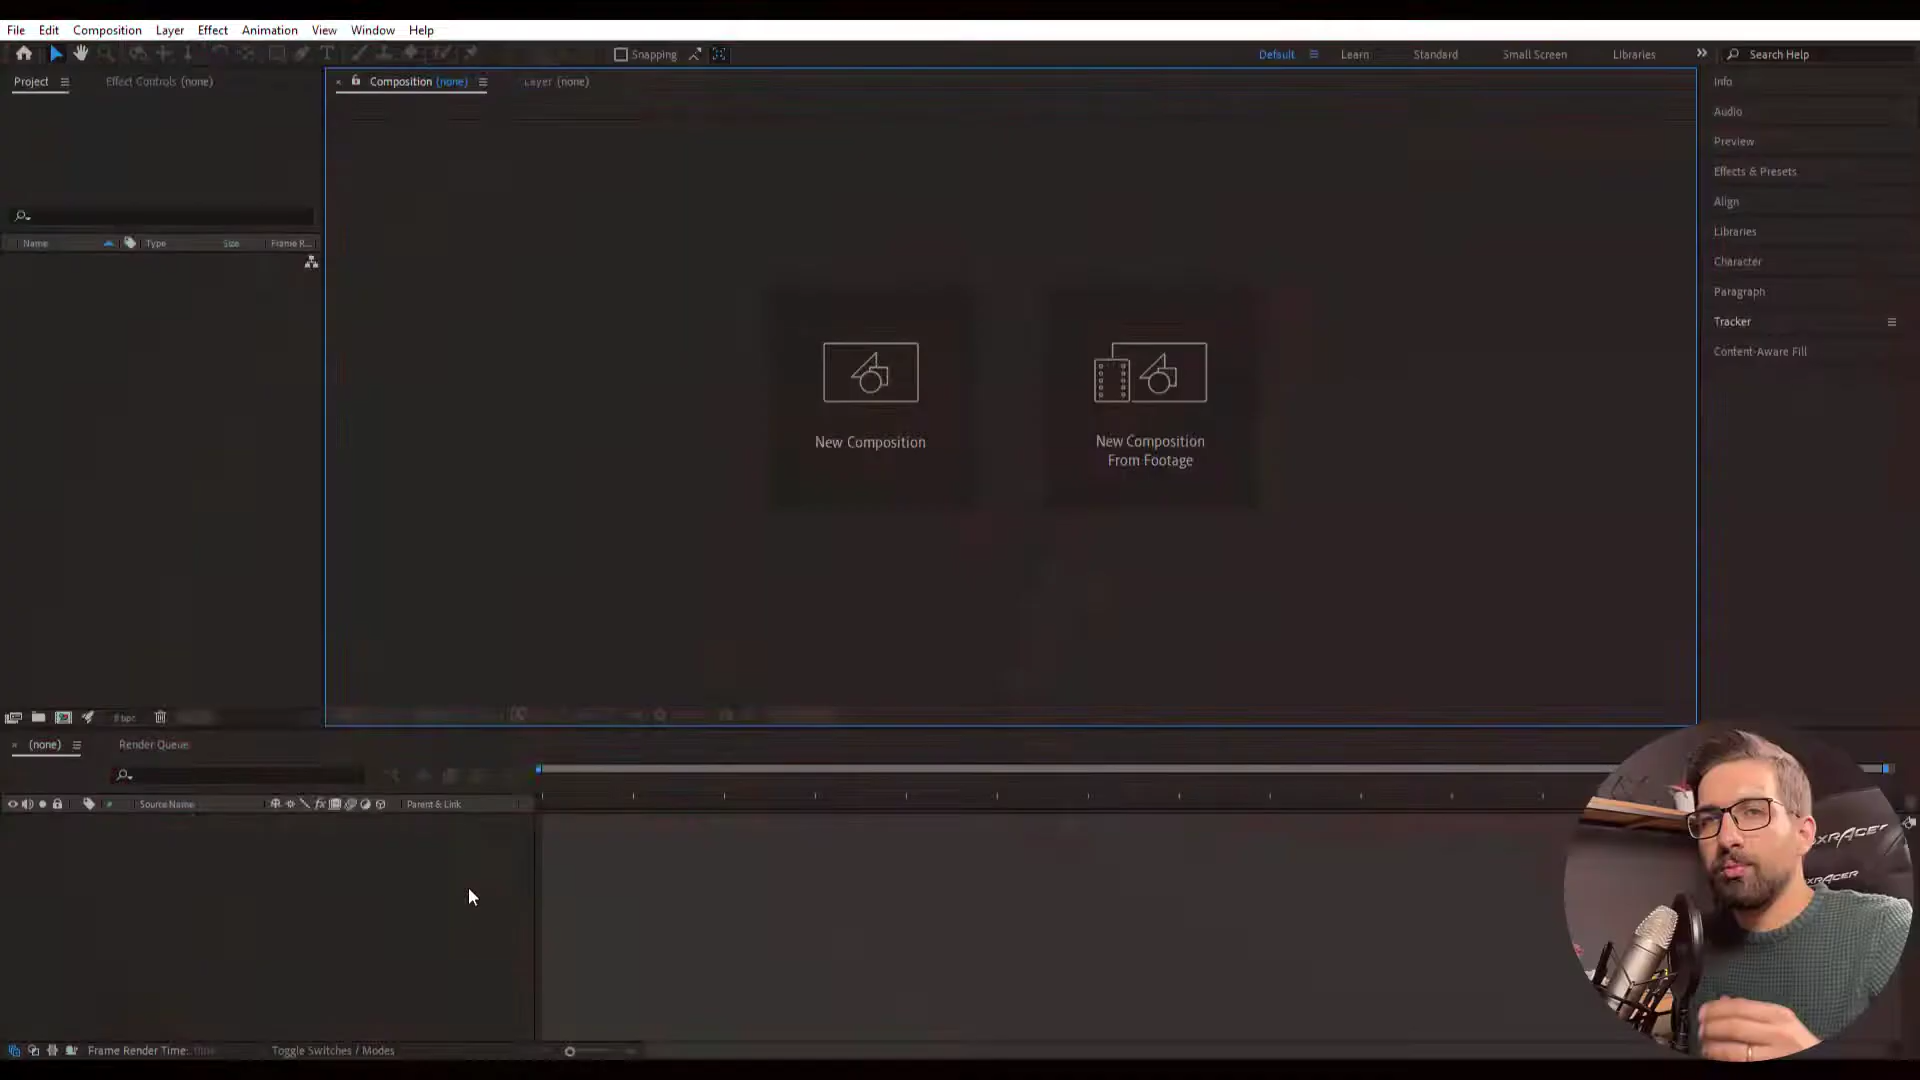 File Edit Composition Layer Effect Animation View Window Help
Snapping Default Learn Standard Small Screen Libraries Search Help
Project Effect Controls (none) Composition (none) Layer (none)
Info
Audio
Preview
Effects & Presets
Align
Libraries
Character
Paragraph
Tracker
Content-Aware Fill
Name Type Size Frame R...
New Composition
New Composition
From Footage
8 bpc
(none) Render Queue
# Source Name fx Parent & Link
Frame Render Time: Toggle Switches / Modes